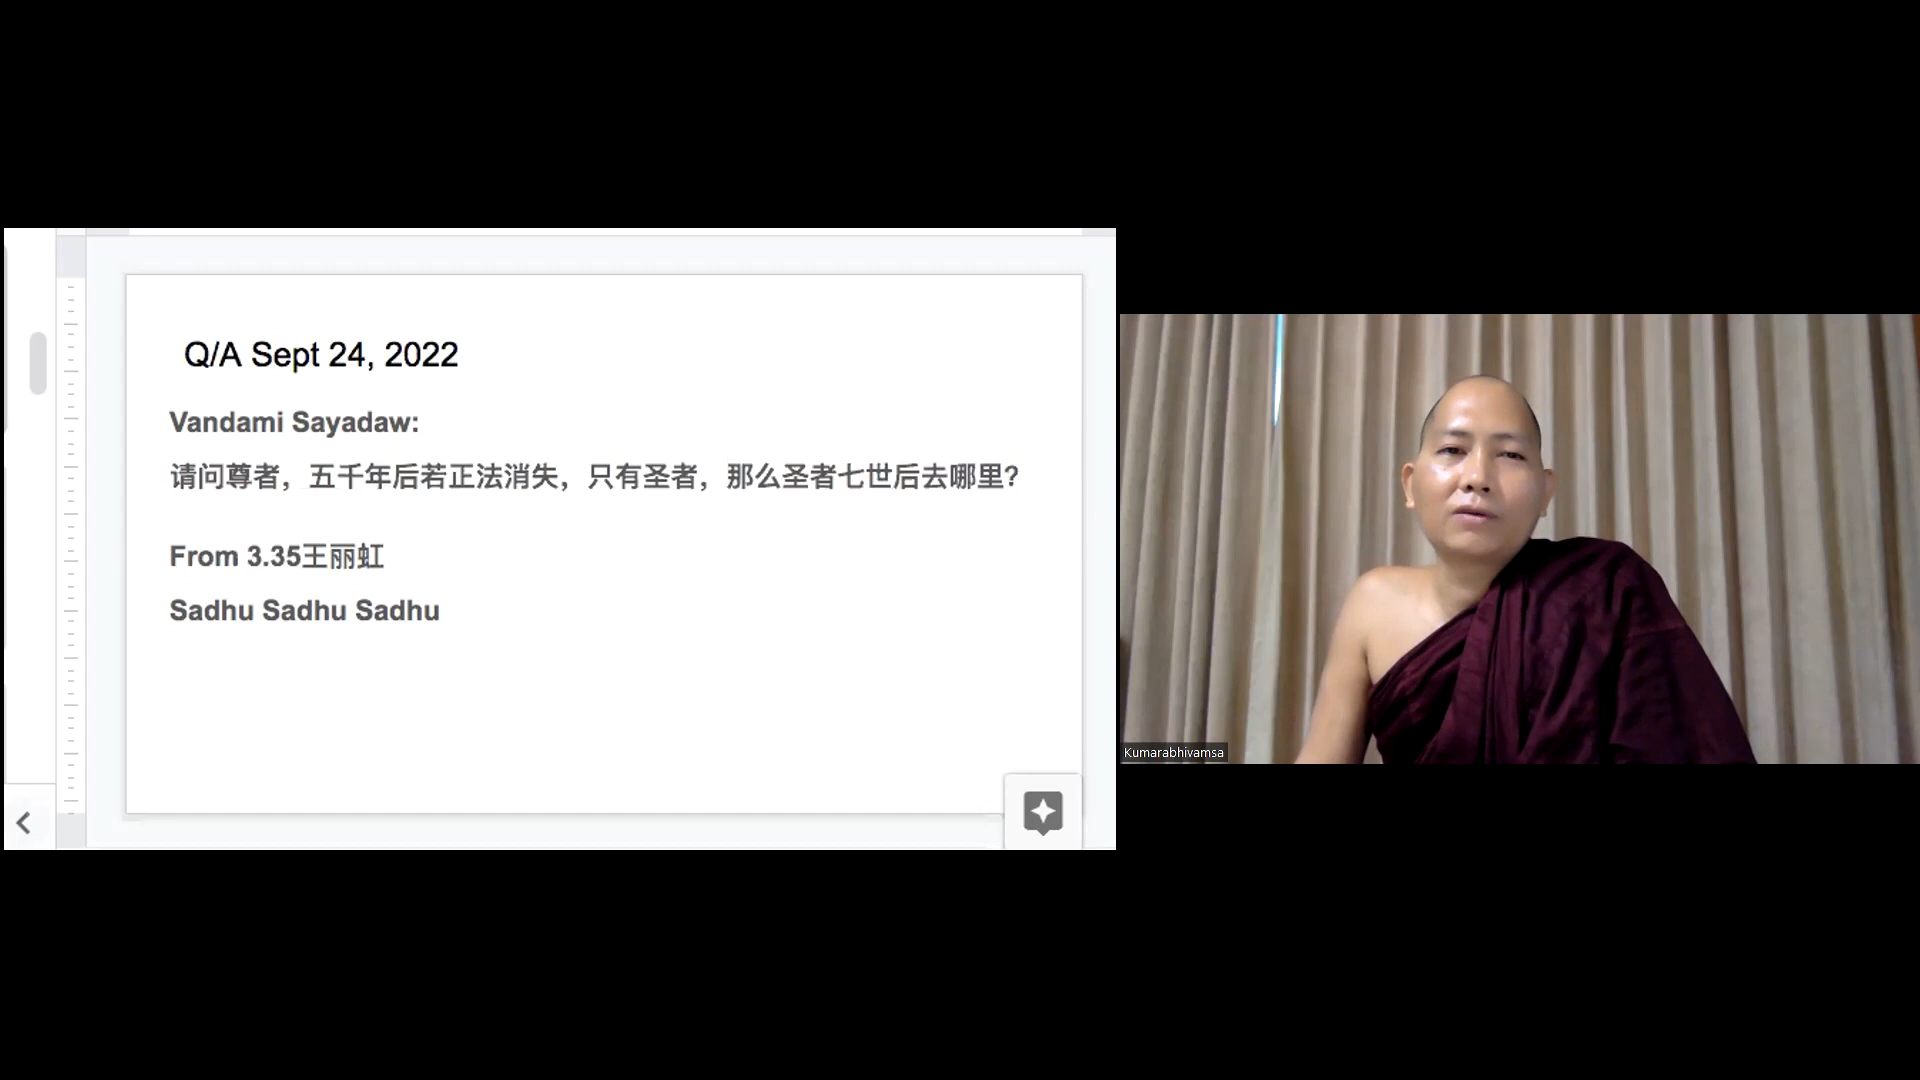 Q/A Sept 24, 2022
Vandami Sayadaw:
请问尊者，五千年后若正法消失，只有圣者，那么圣者七世后去哪里?
From 3.35王丽虹
Sadhu Sadhu Sadhu
Kumarabhivamsa